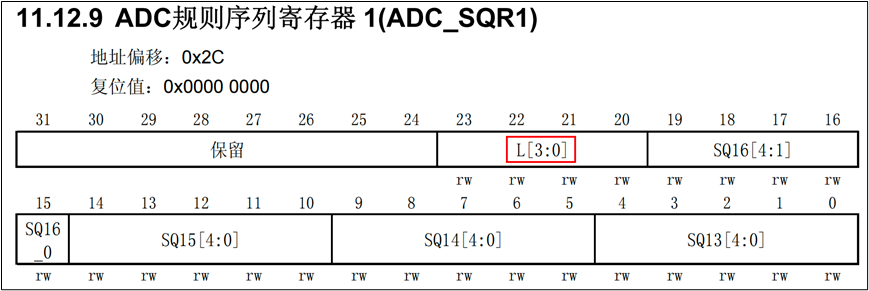 11.12.9 ADC规则序列寄存器 1(ADC_SQR1)
地址偏移：0x2C
复位值：0x0000 0000
31 30 29 28 27 26 25 24 23 22 21 20 19 18 17 16
保留 L[3:0] SQ16[4:1]
rw rw rw rw rw rw rw rw
15 14 13 12 11 10 9 8 7 6 5 4 3 2 1 0
SQ16
_0 SQ15[4:0] SQ14[4:0] SQ13[4:0]
rw rw rw rw rw rw rw rw rw rw rw rw rw rw rw rw